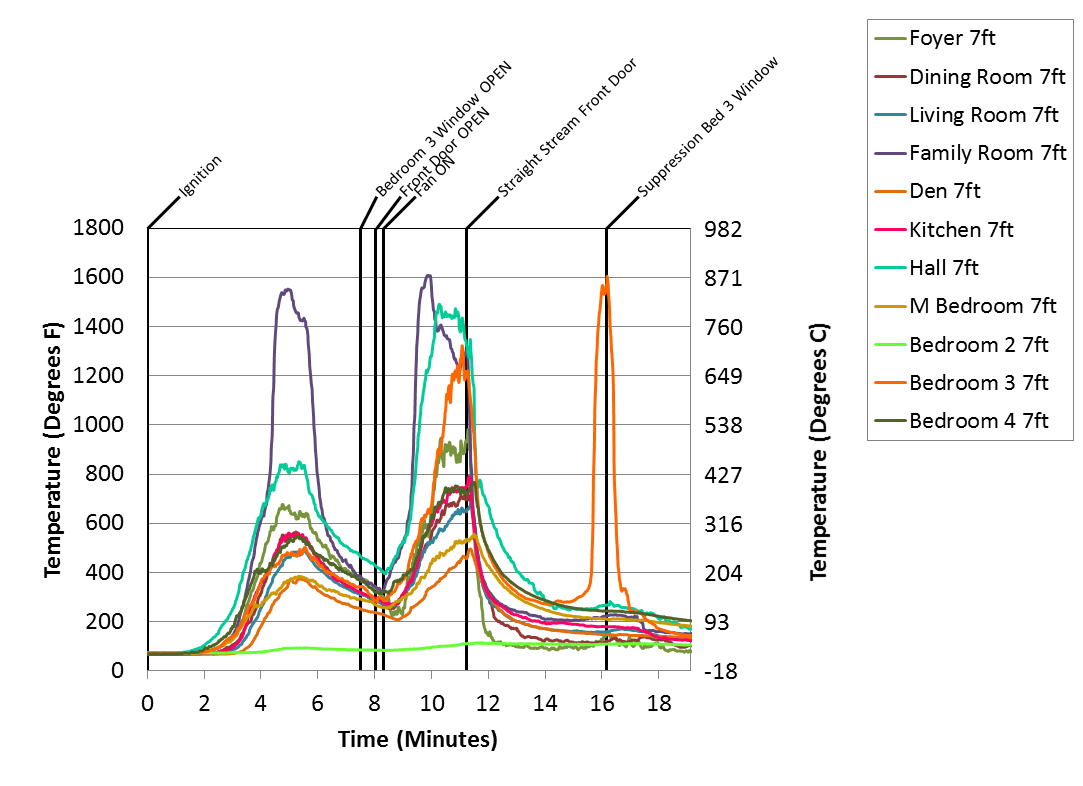 Ignition
Bedroom 3 Window OPEN
Front Door OPEN
Fan ON
Straight Stream Front Door
Suppression Bed 3 Window
Temperature (Degrees F)
1800
1600
1400
1200
1000
800
600
400
200
0
982
871
760
649
538
427
316
204
93
-18
Temperature (Degrees C)
0 2 4 6 8 10 12 14 16 18
Time (Minutes)
Foyer 7ft
Dining Room 7ft
Living Room 7ft
Family Room 7ft
Den 7ft
Kitchen 7ft
Hall 7ft
M Bedroom 7ft
Bedroom 2 7ft
Bedroom 3 7ft
Bedroom 4 7ft